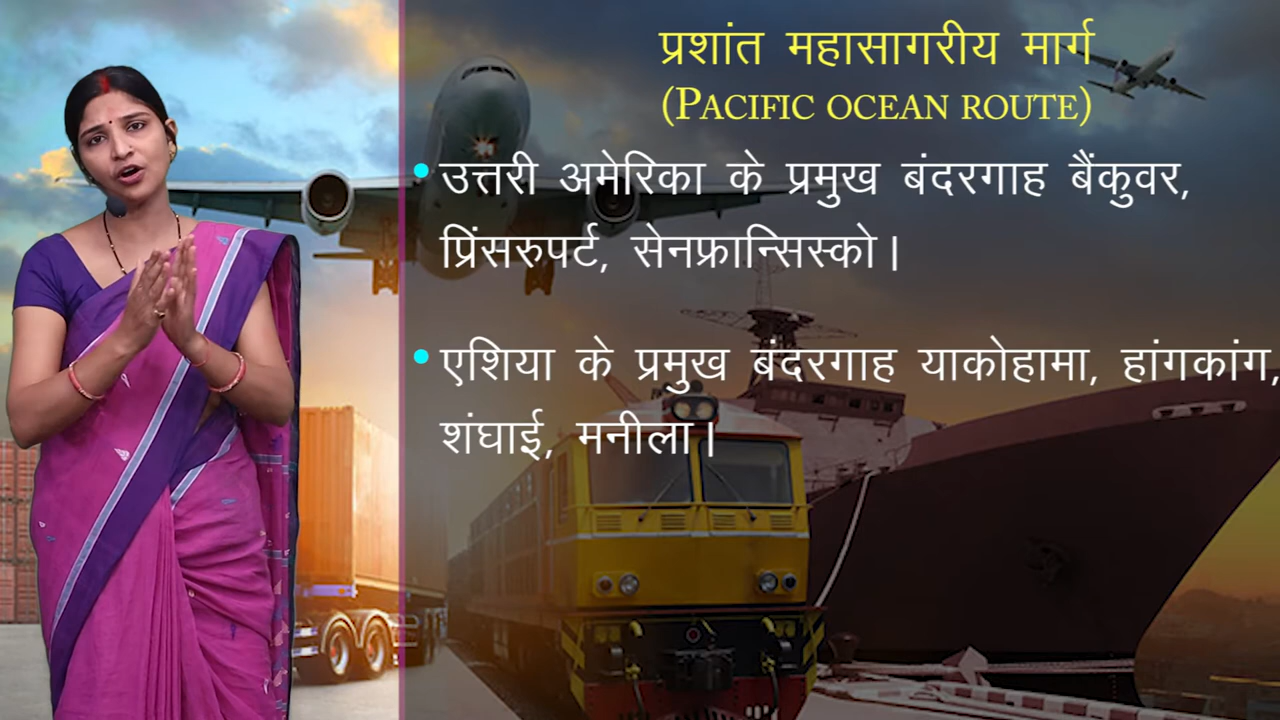 प्रशांत महासागरीय मार्ग
(PACIFIC OCEAN ROUTE)
• उत्तरी अमेरिका के प्रमुख बंदरगाह बैंकुवर,
प्रिंसरुपर्ट, सेनफ्रान्सिस्को।
• एशिया के प्रमुख बंदरगाह याकोहामा, हांगकांग,
शंघाई, मनीला।